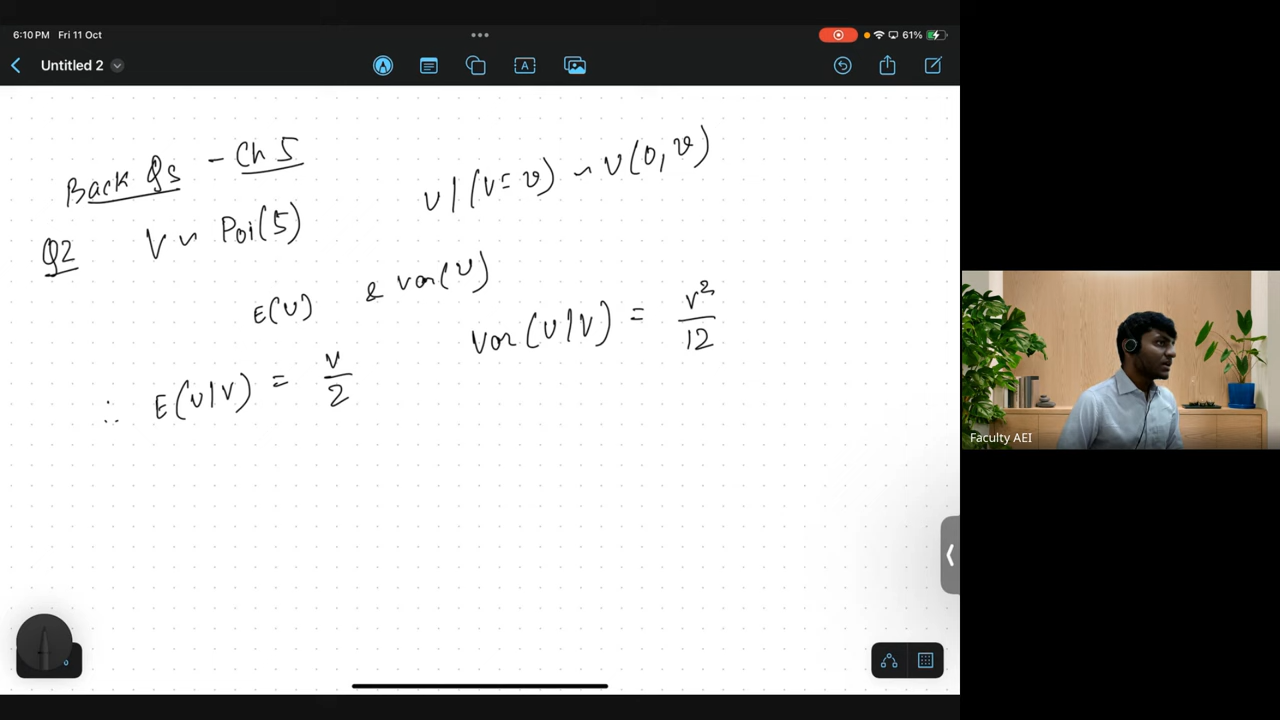 6:10 PM Fri 11 Oct
61%
Untitled 2
A
Back Qs - Ch 5
Q2 V ~ Poi(5)
U | (V = v) ~ U(0, v)
E(U) & var(U)
∴ E(U|V) = V/2
Var(U|V) = V²/12
Faculty AEI